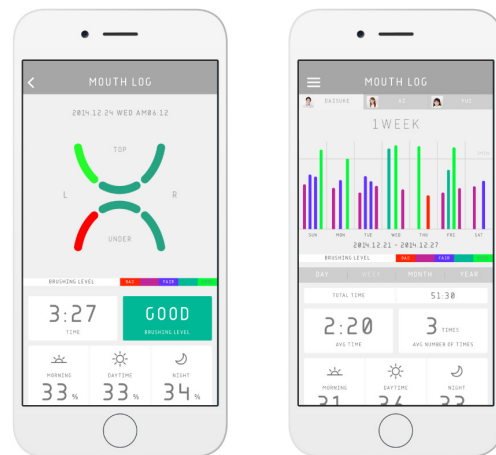 MOUTH LOG
2014.12.24 WED AM06:12
TOP
L
R
UNDER
BRUSHING LEVEL
BAD
FAIR
3:27
TIME
GOOD
BRUSHING LEVEL
MORNING
DAYTIME
NIGHT
33 %
33 %
34 %
MOUTH LOG
DAISUKE
AI
1WEEK
SUN
MON
TUE
WED
THU
FRI
SAT
2014.12.21 - 2014.12.27
BRUSHING LEVEL
BAD
FAIR
DAY
WEEK
MONTH
YEAR
TOTAL TIME
51:30
2:20
AVG TIME
3 TIMES
AVG NUMBER OF TIMES
MORNING
DAYTIME
NIGHT